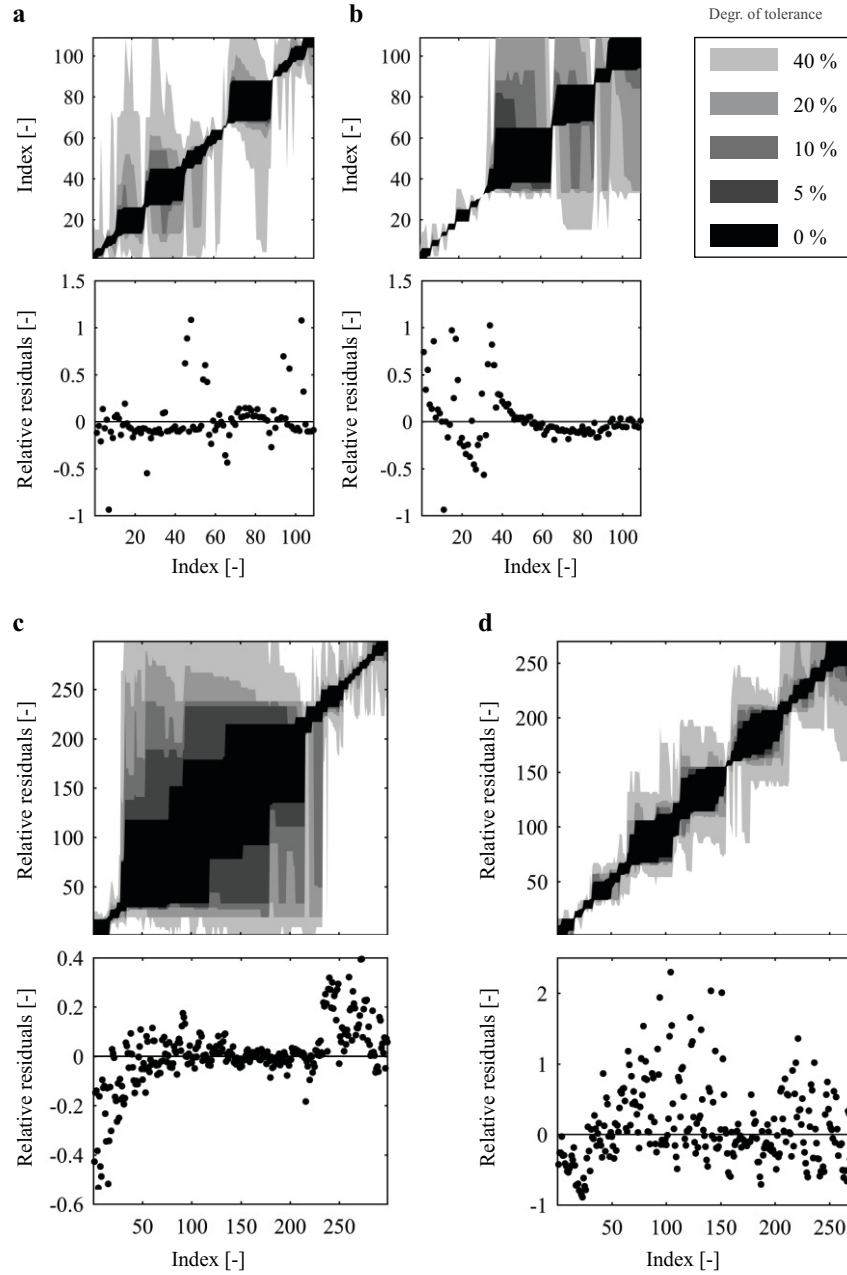 a
b
Degr. of tolerance
Index [-]
100
80
60
40
20
100
80
60
40
20
40 %
20 %
10 %
5 %
0 %
Relative residuals [-]
1.5
1
0.5
0
-0.5
-1
20 40 60 80 100
Index [-]
Relative residuals [-]
1.5
1
0.5
0
-0.5
-1
20 40 60 80 100
Index [-]
c
d
Relative residuals [-]
250
200
150
100
50
Relative residuals [-]
250
200
150
100
50
Relative residuals [-]
0.4
0.2
0
-0.2
-0.4
-0.6
50 100 150 200 250
Index [-]
Relative residuals [-]
2
1
0
-1
50 100 150 200 250
Index [-]